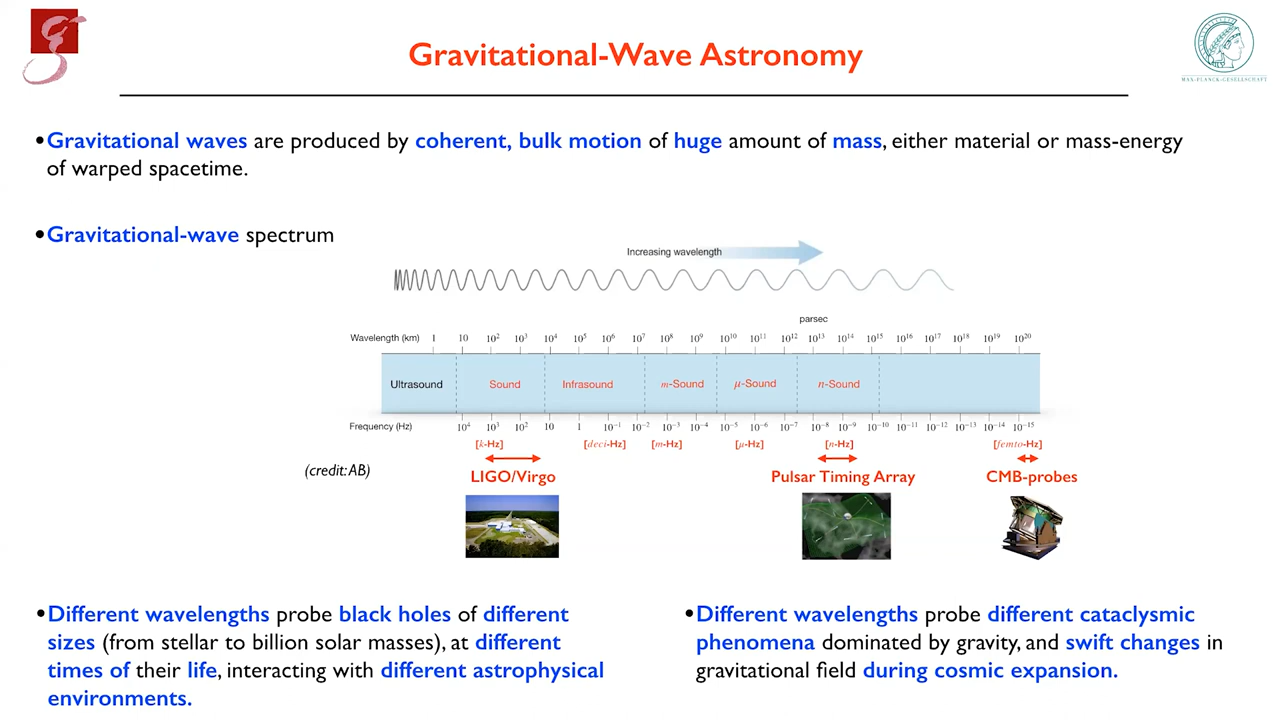 Gravitational-Wave Astronomy
MAX-PLANCK-GESELLSCHAFT
•Gravitational waves are produced by coherent, bulk motion of huge amount of mass, either material or mass-energy
of warped spacetime.
•Gravitational-wave spectrum
Increasing wavelength
parsec
Wavelength (km) 1 10 10² 10³ 10⁴ 10⁵ 10⁶ 10⁷ 10⁸ 10⁹ 10¹⁰ 10¹¹ 10¹² 10¹³ 10¹⁴ 10¹⁵ 10¹⁶ 10¹⁷ 10¹⁸ 10¹⁹ 10²⁰
Ultrasound Sound Infrasound m-Sound μ-Sound n-Sound
Frequency (Hz) 10⁴ 10³ 10² 10 1 10⁻¹ 10⁻² 10⁻³ 10⁻⁴ 10⁻⁵ 10⁻⁶ 10⁻⁷ 10⁻⁸ 10⁻⁹ 10⁻¹⁰ 10⁻¹¹ 10⁻¹² 10⁻¹³ 10⁻¹⁴ 10⁻¹⁵
[k-Hz] [deci-Hz] [m-Hz] [μ-Hz] [n-Hz] [femto-Hz]
(credit: AB)
LIGO/Virgo Pulsar Timing Array CMB-probes
•Different wavelengths probe black holes of different
sizes (from stellar to billion solar masses), at different
times of their life, interacting with different astrophysical
environments.
•Different wavelengths probe different cataclysmic
phenomena dominated by gravity, and swift changes in
gravitational field during cosmic expansion.